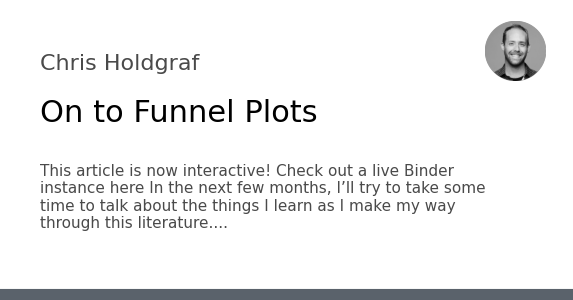 Chris Holdgraf
On to Funnel Plots
This article is now interactive! Check out a live Binder
instance here In the next few months, I’ll try to take some
time to talk about the things I learn as I make my way
through this literature....